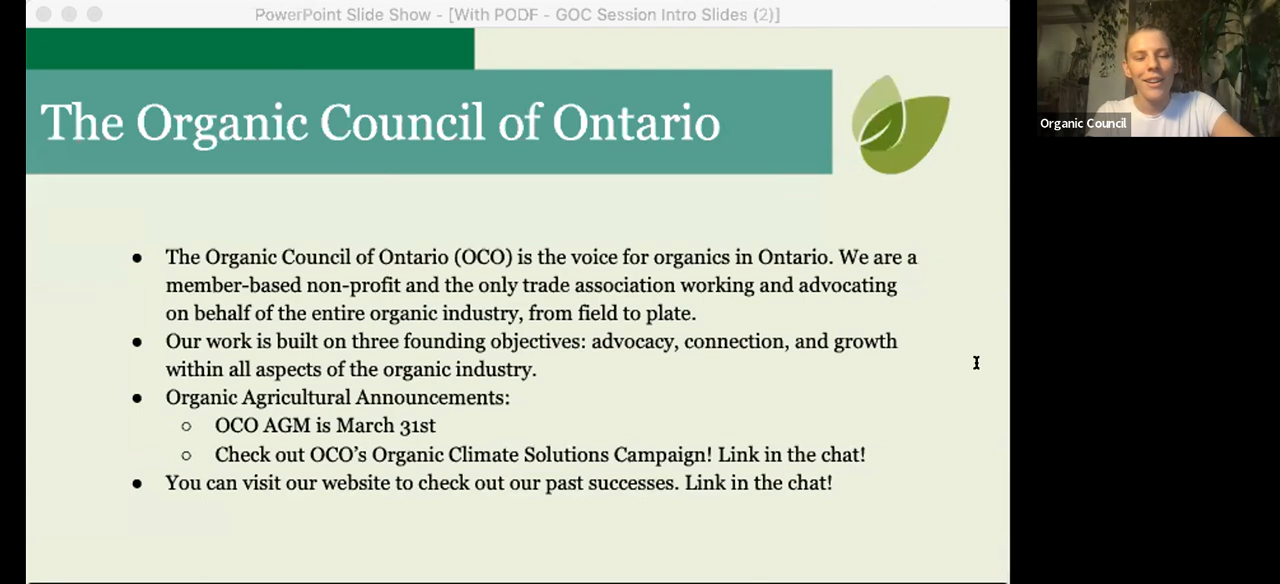 PowerPoint Slide Show - [With PODF - GOC Session Intro Slides (2)]
The Organic Council of Ontario
Organic Council
● The Organic Council of Ontario (OCO) is the voice for organics in Ontario. We are a
member-based non-profit and the only trade association working and advocating
on behalf of the entire organic industry, from field to plate.
● Our work is built on three founding objectives: advocacy, connection, and growth
within all aspects of the organic industry.
● Organic Agricultural Announcements:
○ OCO AGM is March 31st
○ Check out OCO’s Organic Climate Solutions Campaign! Link in the chat!
● You can visit our website to check out our past successes. Link in the chat!